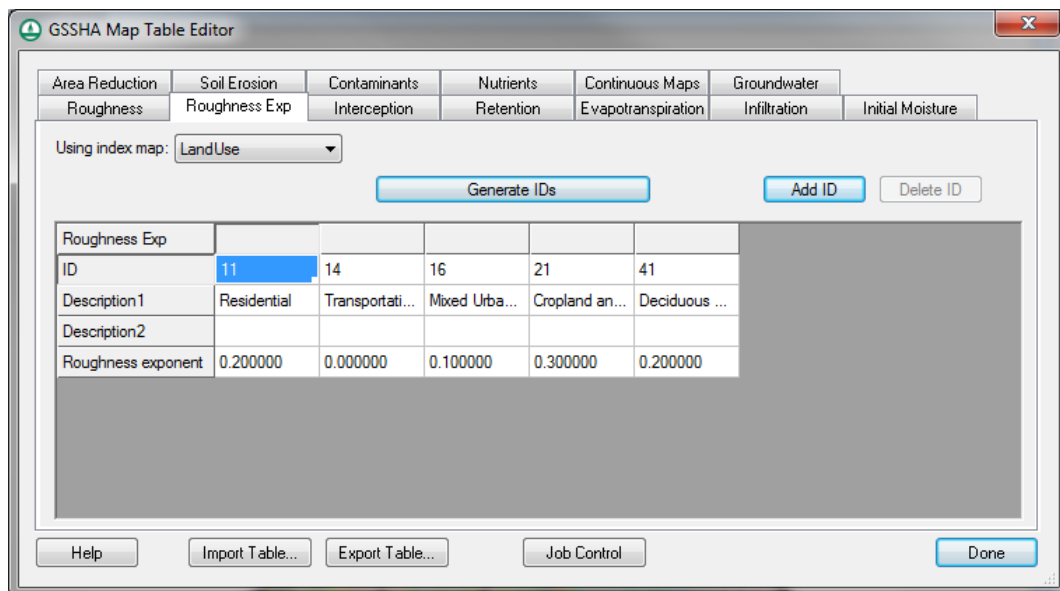 GSSHA Map Table Editor
Area Reduction Soil Erosion Contaminants Nutrients Continuous Maps Groundwater
Roughness Roughness Exp Interception Retention Evapotranspiration Infiltration Initial Moisture
Using index map: LandUse
Generate IDs Add ID Delete ID
Roughness Exp
ID 11 14 16 21 41
Description1 Residential Transportati... Mixed Urba... Cropland an... Deciduous ...
Description2
Roughness exponent 0.200000 0.000000 0.100000 0.300000 0.200000
Help Import Table... Export Table... Job Control Done